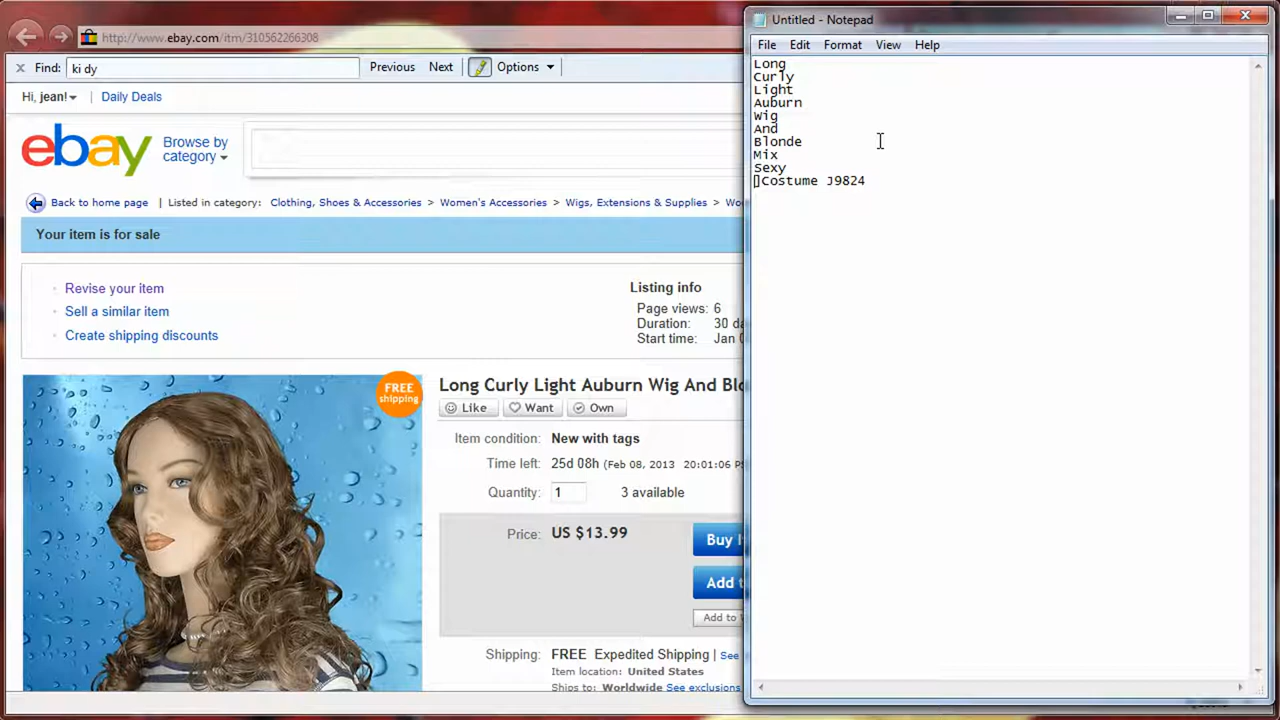 Untitled - Notepad
http://www.ebay.com/itm/310562266308
File Edit Format View Help
Find: ki dy Previous Next Options
Long
Curly
Light
Auburn
Wig
And
Blonde
Mix
Sexy
Costume J9824
Hi, jean! Daily Deals
ebay
Browse by
category
Back to home page | Listed in category: Clothing, Shoes & Accessories > Women's Accessories > Wigs, Extensions & Supplies > Wo
Your item is for sale
Revise your item
Sell a similar item
Create shipping discounts
Listing info
Page views: 6
Duration: 30 da
Start time: Jan 0
FREE
shipping
Long Curly Light Auburn Wig And Blo
Like Want Own
Item condition: New with tags
Time left: 25d 08h (Feb 08, 2013 20:01:06 P
Quantity: 1 3 available
Price: US $13.99
Buy I
Add to
Add to
Shipping: FREE Expedited Shipping | See
Item location: United States
Ships to: Worldwide See exclusions